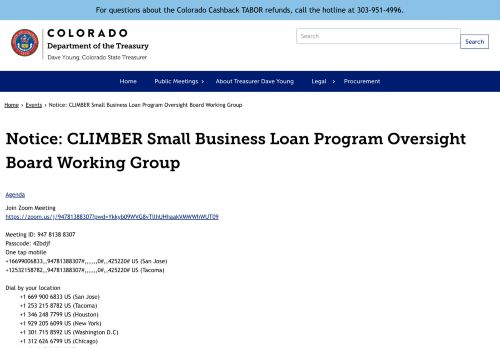 For questions about the Colorado Cashback TABOR refunds, call the hotline at 303-951-4996.
COLORADO
Department of the Treasury
Dave Young, Colorado State Treasurer
Search
Search
Home Public Meetings › About Treasurer Dave Young Legal › Procurement
Home › Events › Notice: CLIMBER Small Business Loan Program Oversight Board Working Group
Notice: CLIMBER Small Business Loan Program Oversight
Board Working Group
Agenda
Join Zoom Meeting
https://zoom.us/j/94781388307?pwd=Ykkyb09WVG8vTllhUHhaakVMWWhWUT09
Meeting ID: 947 8138 8307
Passcode: 42bdjf
One tap mobile
+16699006833,,94781388307#,,,,,,0#,,425220# US (San Jose)
+12532158782,,94781388307#,,,,,,0#,,425220# US (Tacoma)
Dial by your location
+1 669 900 6833 US (San Jose)
+1 253 215 8782 US (Tacoma)
+1 346 248 7799 US (Houston)
+1 929 205 6099 US (New York)
+1 301 715 8592 US (Washington D.C)
+1 312 626 6799 US (Chicago)